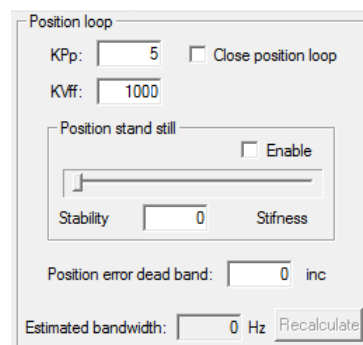 Position loop
KPp: 5 Close position loop
KVff: 1000
Position stand still
Enable
Stability 0 Stifness
Position error dead band: 0 inc
Estimated bandwidth: 0 Hz Recalculate